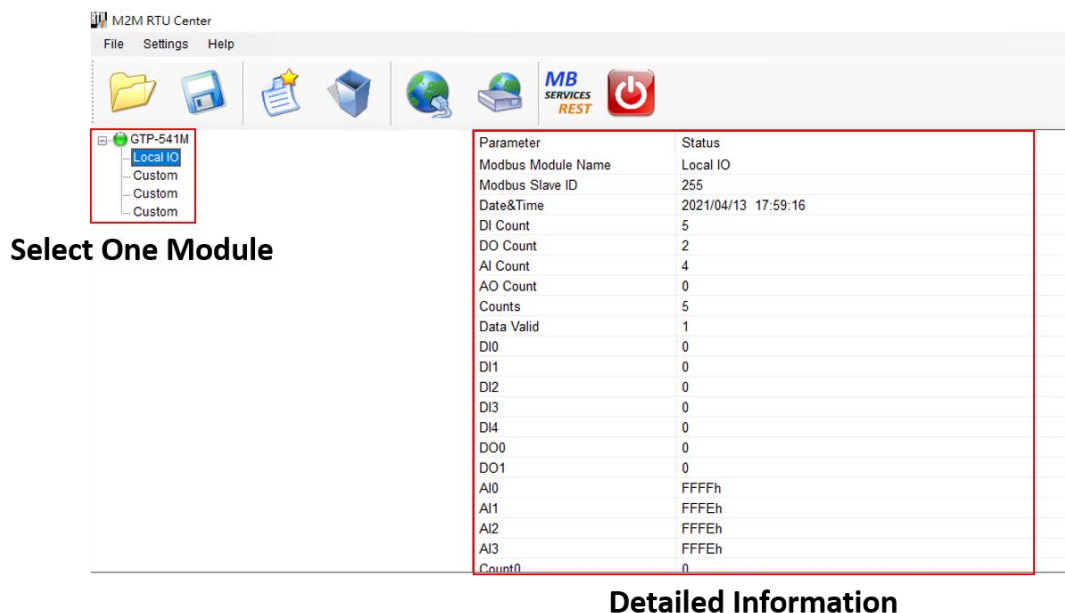 M2M RTU Center
File Settings Help
MB
SERVICES
REST
GTP-541M
Local IO
Custom
Custom
Custom
Select One Module
Parameter Status
Modbus Module Name Local IO
Modbus Slave ID 255
Date&Time 2021/04/13 17:59:16
DI Count 5
DO Count 2
AI Count 4
AO Count 0
Counts 5
Data Valid 1
DI0 0
DI1 0
DI2 0
DI3 0
DI4 0
DO0 0
DO1 0
AI0 FFFFh
AI1 FFFEh
AI2 FFFEh
AI3 FFFEh
Count0 0
Detailed Information